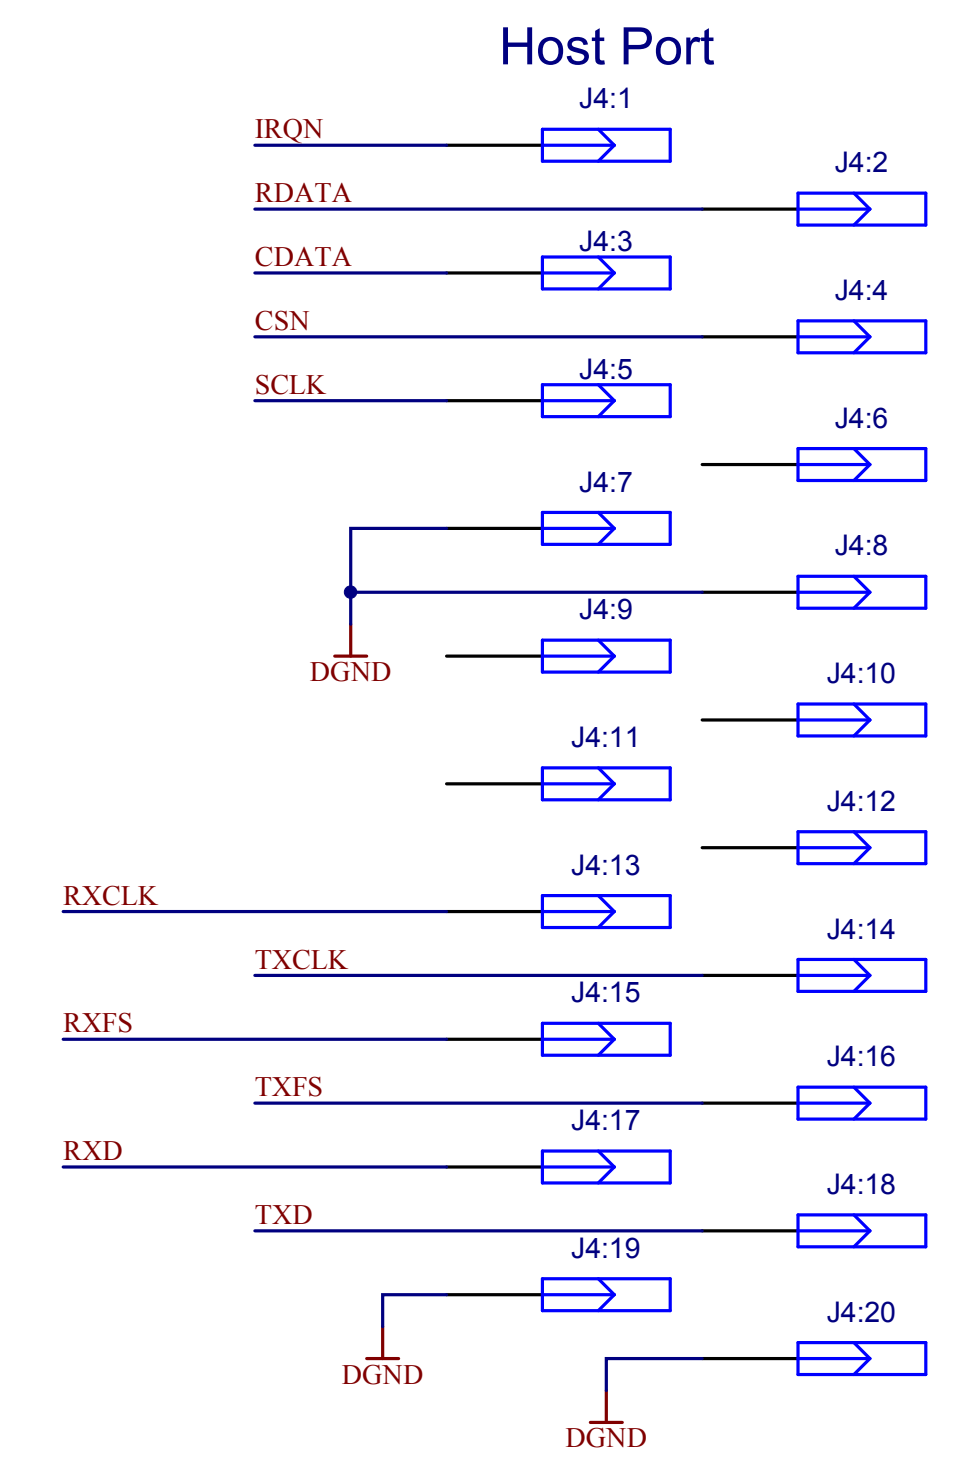 Host Port
J4:1
IRQN
J4:2
RDATA
J4:3
CDATA
J4:4
CSN
J4:5
SCLK
J4:6
J4:7
J4:8
J4:9
DGND
J4:10
J4:11
J4:12
J4:13
RXCLK
J4:14
TXCLK
J4:15
RXFS
J4:16
TXFS
J4:17
RXD
J4:18
TXD
J4:19
J4:20
DGND
DGND